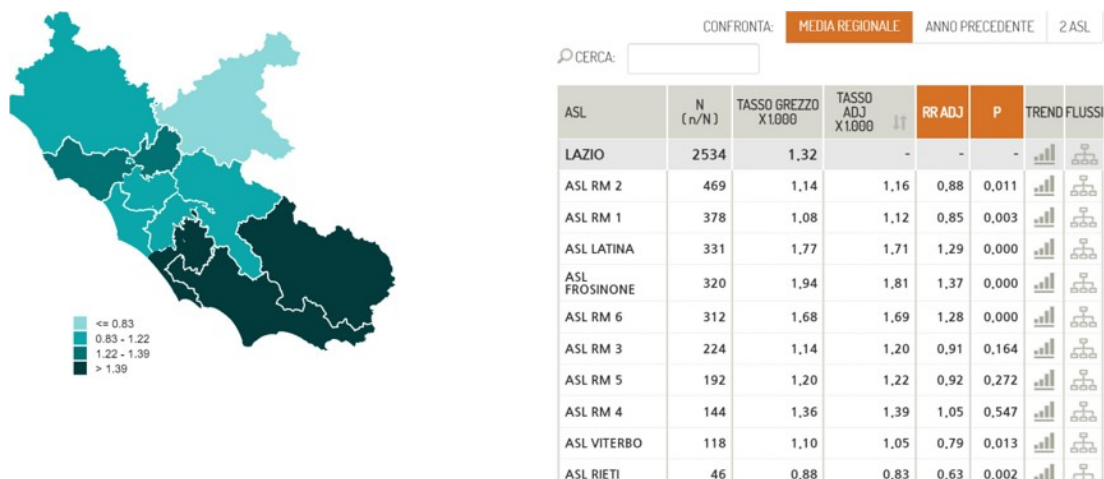 CONFRONTA: MEDIA REGIONALE ANNO PRECEDENTE 2 ASL
CERCA:
ASL N (n/N) TASSO GREZZO X1.000 TASSO ADJ X1.000 RR ADJ P TREND FLUSSI
LAZIO 2534 1,32 - - -
ASL RM 2 469 1,14 1,16 0,88 0,011
ASL RM 1 378 1,08 1,12 0,85 0,003
ASL LATINA 331 1,77 1,71 1,29 0,000
ASL FROSINONE 320 1,94 1,81 1,37 0,000
ASL RM 6 312 1,68 1,69 1,28 0,000
ASL RM 3 224 1,14 1,20 0,91 0,164
ASL RM 5 192 1,20 1,22 0,92 0,272
ASL RM 4 144 1,36 1,39 1,05 0,547
ASL VITERBO 118 1,10 1,05 0,79 0,013
ASL RIETI 46 0,88 0,83 0,63 0,002
<= 0.83
0.83 - 1.22
1.22 - 1.39
> 1.39